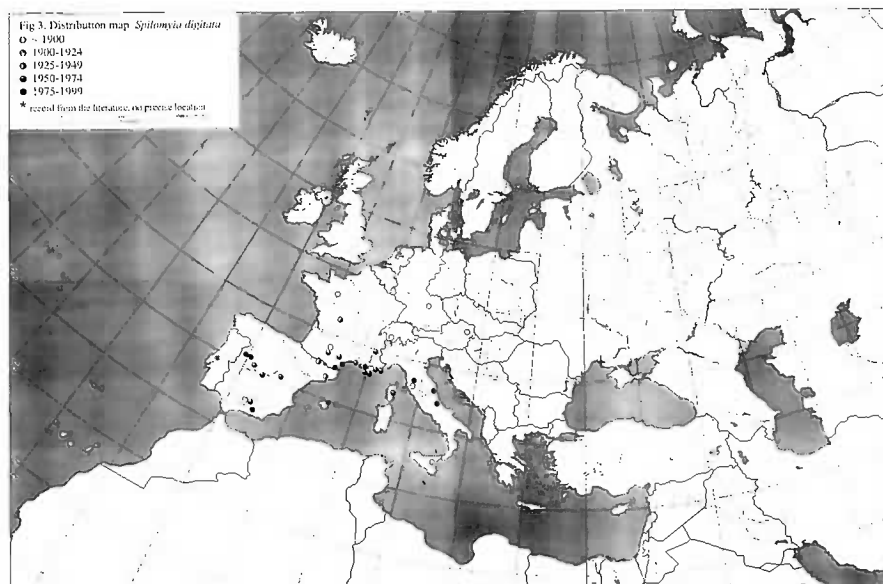 Fig 3. Distribution map Spilomyia digitata
○ < 1900
◔ 1900-1924
◑ 1925-1949
◕ 1950-1974
● 1975-1999
* record from the literature, no precise location